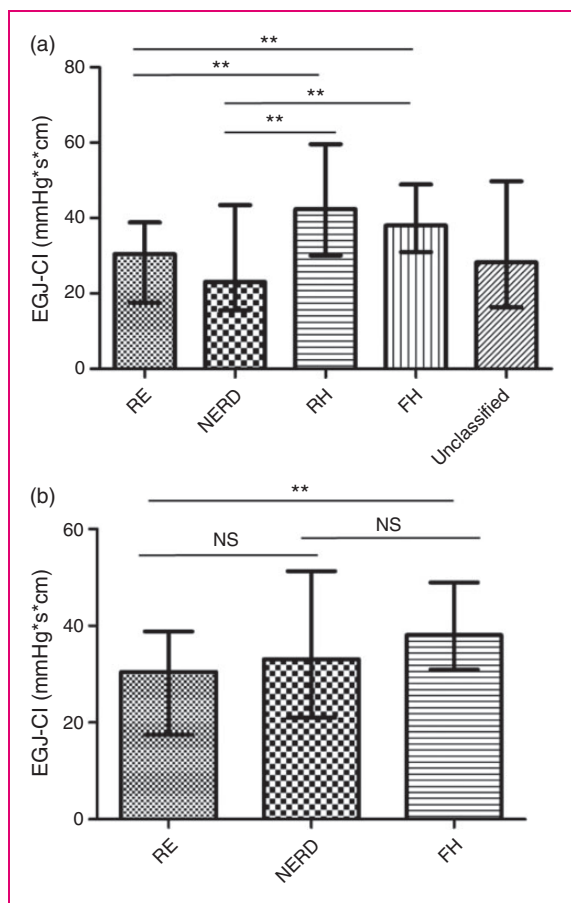 (a)
**
**
**
**
80
60
40
20
0
EGJ-CI (mmHg*s*cm)
RE
NERD
RH
FH
Unclassified
(b)
**
NS
NS
60
40
20
0
EGJ-CI (mmHg*s*cm)
RE
NERD
FH